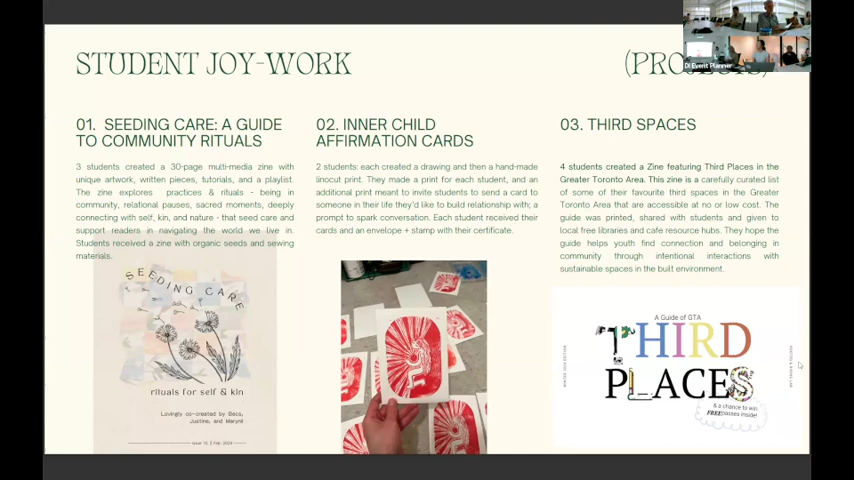 STUDENT JOY-WORK
DI Event Planner
01. SEEDING CARE: A GUIDE
TO COMMUNITY RITUALS
3 students created a 30-page multi-media zine with
unique artwork, written pieces, tutorials, and a playlist.
The zine explores practices & rituals - being in
community, relational pauses, sacred moments, deeply
connecting with self, kin, and nature - that seed care and
support readers in navigating the world we live in.
Students received a zine with organic seeds and sewing
materials.
SEEDING CARE
rituals for self & kin
Lovingly co-created by Beca,
Justine, and Meryll
02. INNER CHILD
AFFIRMATION CARDS
2 students: each created a drawing and then a hand-made
linocut print. They made a print for each student, and an
additional print meant to invite students to send a card to
someone in their life they'd like to build relationship with; a
prompt to spark conversation. Each student received their
cards and an envelope + stamp with their certificate.
03. THIRD SPACES
4 students created a Zine featuring Third Places in the
Greater Toronto Area. This zine is a carefully curated list
of some of their favourite third spaces in the Greater
Toronto Area that are accessible at no or low cost. The
guide was printed, shared with students and given to
local free libraries and cafe resource hubs. They hope the
guide helps youth find connection and belonging in
community through intentional interactions with
sustainable spaces in the built environment.
A Guide of GTA
THIRD
PLACES
& a chance to win
FREE passes inside!